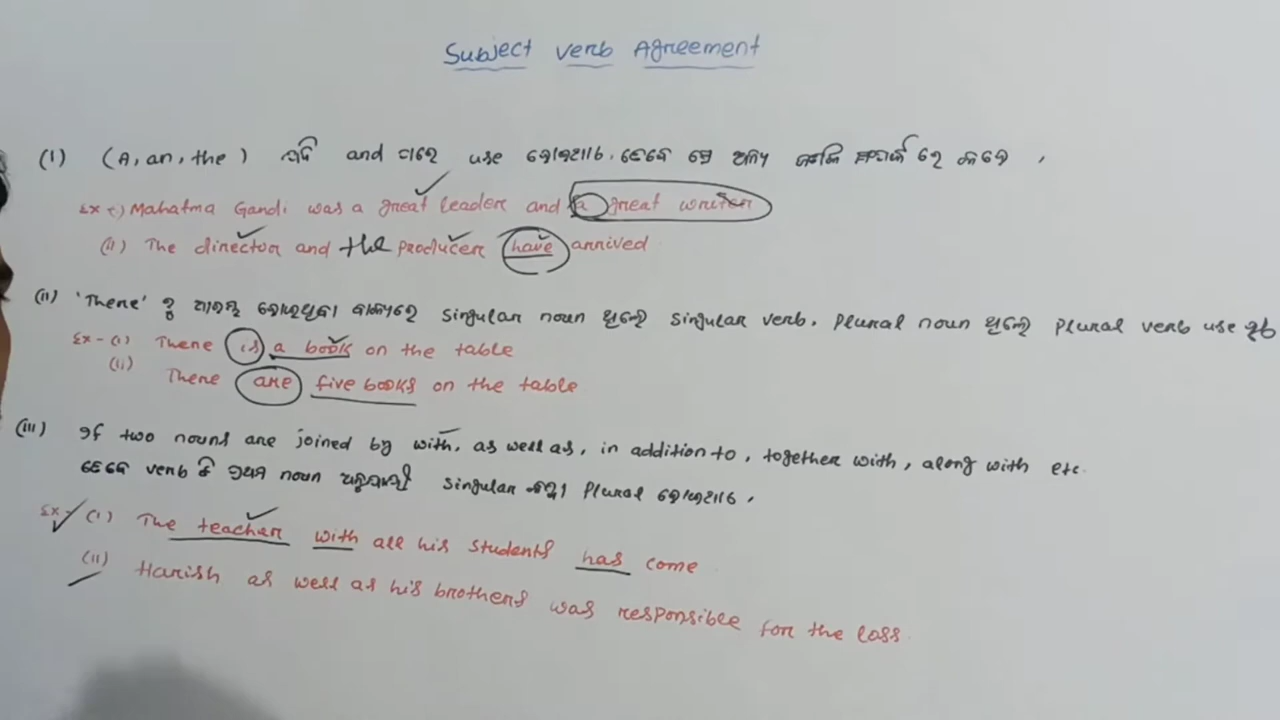 Subject verb Agreement
(I) (A, an, the) ଯଦି and ପରେ use ହୋଇଥାଏ, ତେବେ ସେ ଅନ୍ୟ
Ex (i) Mahatma Gandi was a great leader and a great writer
(ii) The director and the producer have arrived
(ii) 'There' ରୁ ଆରମ୍ଭ ହୋଇଥିବା ବାକ୍ୟରେ singular noun ଥିଲେ singular verb, plural noun ଥିଲେ plural verb use ହୁଏ
Ex - (i) There is a book on the table
(ii) There are five books on the table
(iii) If two nouns are joined by with, as well as, in addition to, together with, along with etc.
ତେବେ verb ଟି ପ୍ରଥମ noun ଅନୁଯାୟୀ singular କିମ୍ବା plural ହୋଇଥାଏ,
Ex - (i) The teacher with all his students has come
(ii) Harish as well as his brothers was responsible for the loss.